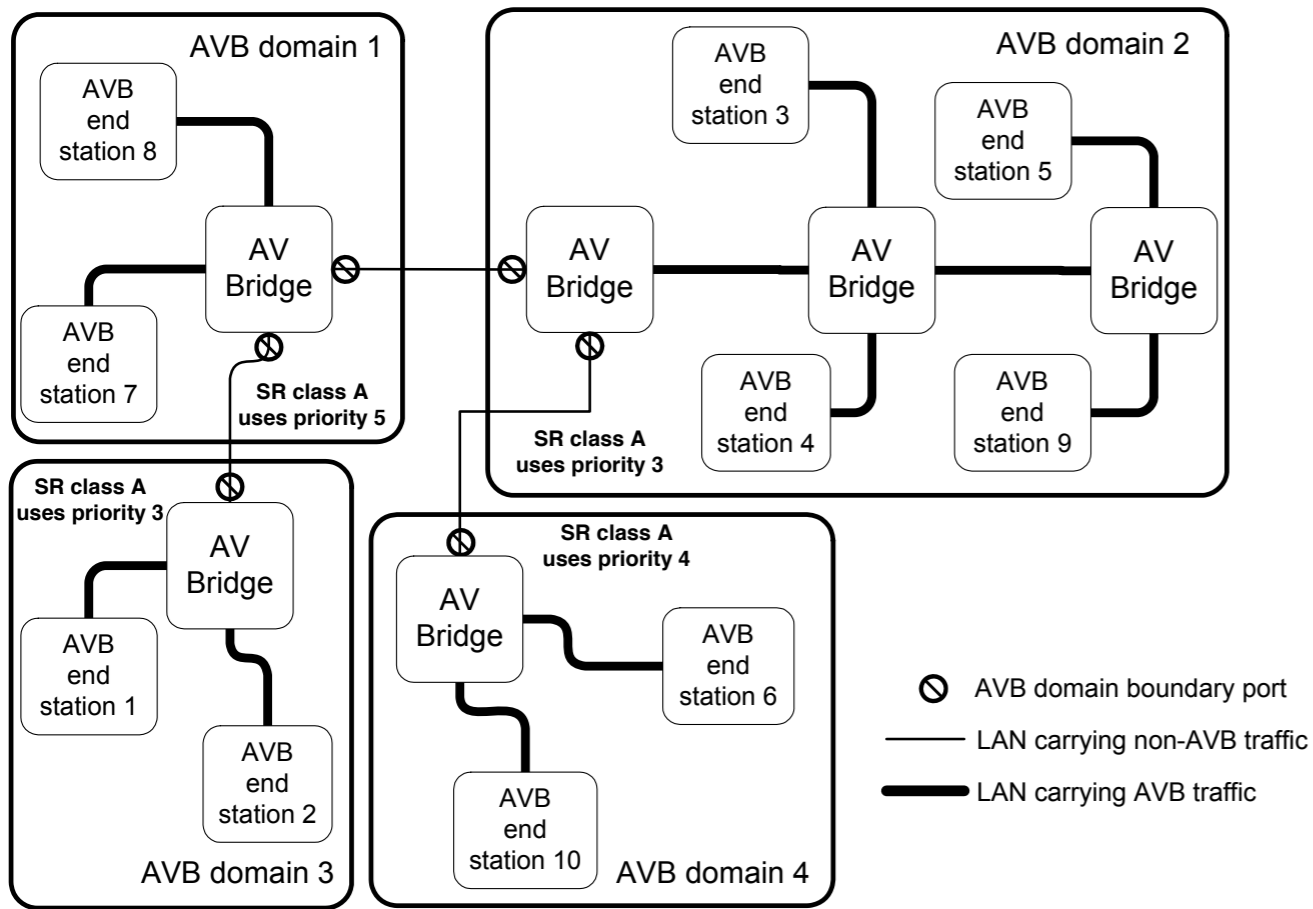 AVB domain 1
AVB
end
station 8
AV
Bridge
AVB
end
station 7
SR class A
uses priority 5
AVB domain 2
AVB
end
station 3
AVB
end
station 5
AV
Bridge
AV
Bridge
AV
Bridge
AVB
end
station 4
AVB
end
station 9
SR class A
uses priority 3
SR class A
uses priority 3
AV
Bridge
AVB
end
station 1
AVB
end
station 2
AVB domain 3
SR class A
uses priority 4
AV
Bridge
AVB
end
station 6
AVB
end
station 10
AVB domain 4
AVB domain boundary port
LAN carrying non-AVB traffic
LAN carrying AVB traffic